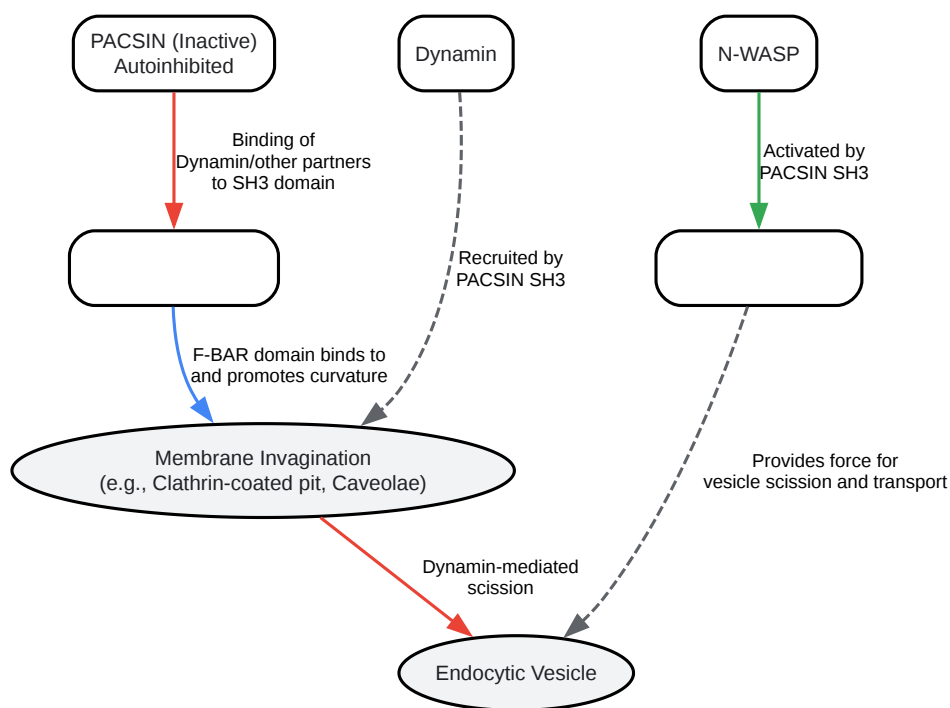 PACSIN (Inactive)
Autoinhibited
Dynamin
N-WASP
Binding of
Dynamin/other partners
to SH3 domain
Activated by
PACSIN SH3
Recruited by
PACSIN SH3
F-BAR domain binds to
and promotes curvature
Membrane Invagination
(e.g., Clathrin-coated pit, Caveolae)
Provides force for
vesicle scission and transport
Dynamin-mediated
scission
Endocytic Vesicle